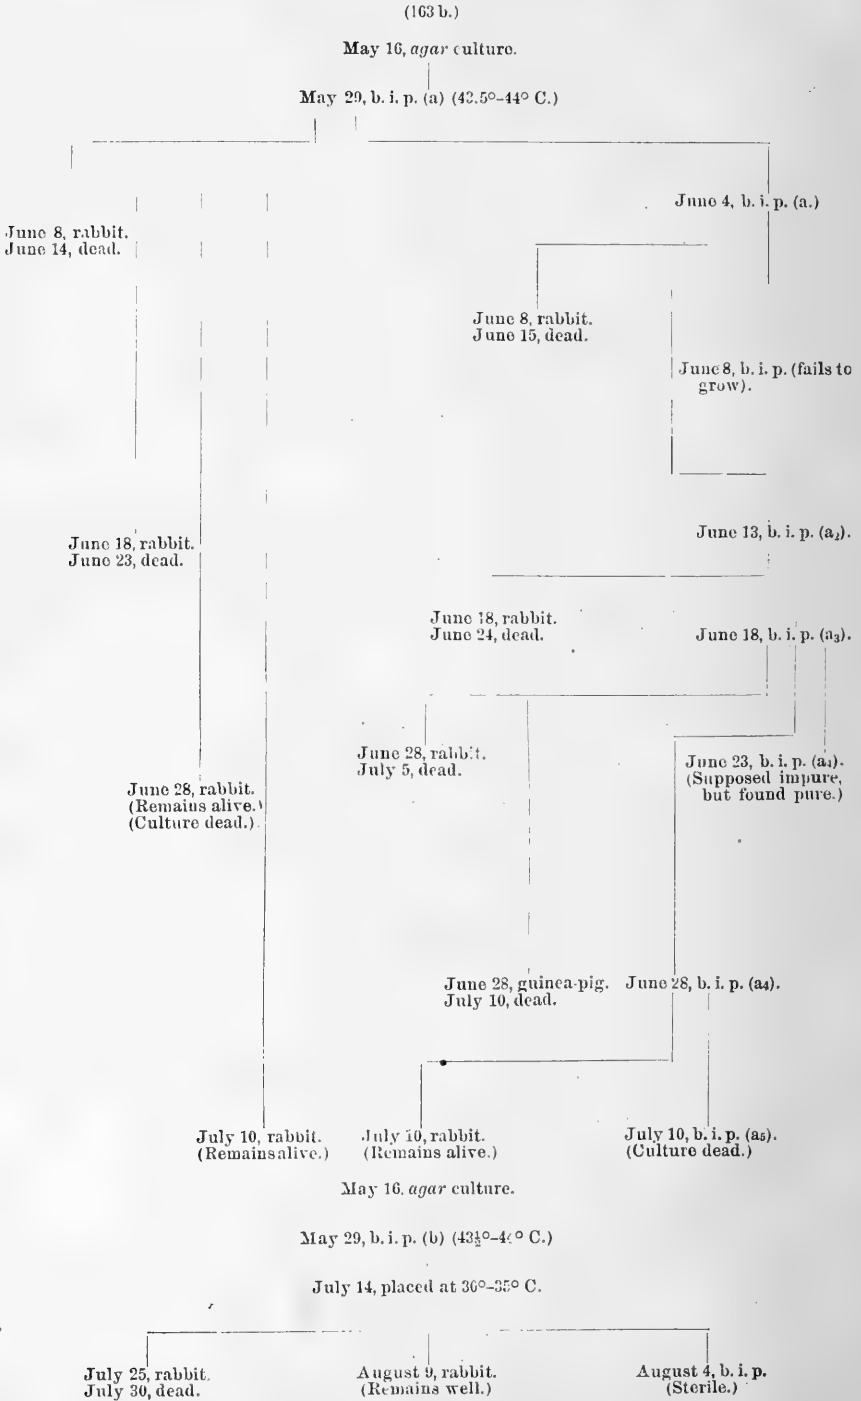 (163 b.)
May 16, agar culture.
May 29, b. i. p. (a) (43.5°–44° C.)
June 4, b. i. p. (a.)
June 8, rabbit.
June 14, dead.
June 8, rabbit.
June 15, dead.
June 8, b. i. p. (fails to
grow).
June 13, b. i. p. (a₂).
June 18, rabbit.
June 23, dead.
June 18, rabbit.
June 24, dead.
June 18, b. i. p. (a₃).
June 28, rabbit.
July 5, dead.
June 23, b. i. p. (a₄).
(Supposed impure,
but found pure.)
June 28, rabbit.
(Remains alive.)
(Culture dead.)
June 28, guinea-pig.
July 10, dead.
June 28, b. i. p. (a₄).
July 10, rabbit.
(Remains alive.)
July 10, rabbit.
(Remains alive.)
July 10, b. i. p. (a₅).
(Culture dead.)
May 16, agar culture.
May 29, b. i. p. (b) (43½°–44° C.)
July 14, placed at 30°–35° C.
July 25, rabbit.
July 30, dead.
August 9, rabbit.
(Remains well.)
August 4, b. i. p.
(Sterile.)